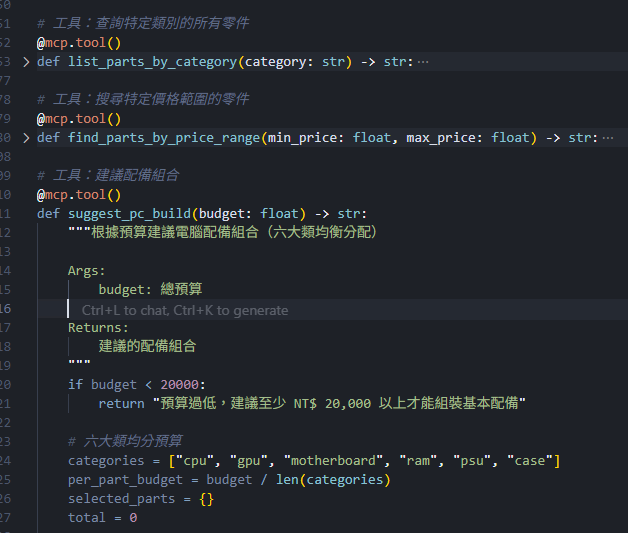 50
51 # 工具：查詢特定類別的所有零件
52 @mcp.tool()
53 > def list_parts_by_category(category: str) -> str:…
77
78 # 工具：搜尋特定價格範圍的零件
79 @mcp.tool()
80 > def find_parts_by_price_range(min_price: float, max_price: float) -> str:…
08
09 # 工具：建議配備組合
10 @mcp.tool()
11 def suggest_pc_build(budget: float) -> str:
12 """根據預算建議電腦配備組合（六大類均衡分配）
13
14 Args:
15 budget: 總預算
16 Ctrl+L to chat, Ctrl+K to generate
17 Returns:
18 建議的配備組合
19 """
20 if budget < 20000:
21 return "預算過低，建議至少 NT$ 20,000 以上才能組裝基本配備"
22
23 # 六大類均分預算
24 categories = ["cpu", "gpu", "motherboard", "ram", "psu", "case"]
25 per_part_budget = budget / len(categories)
26 selected_parts = {}
27 total = 0